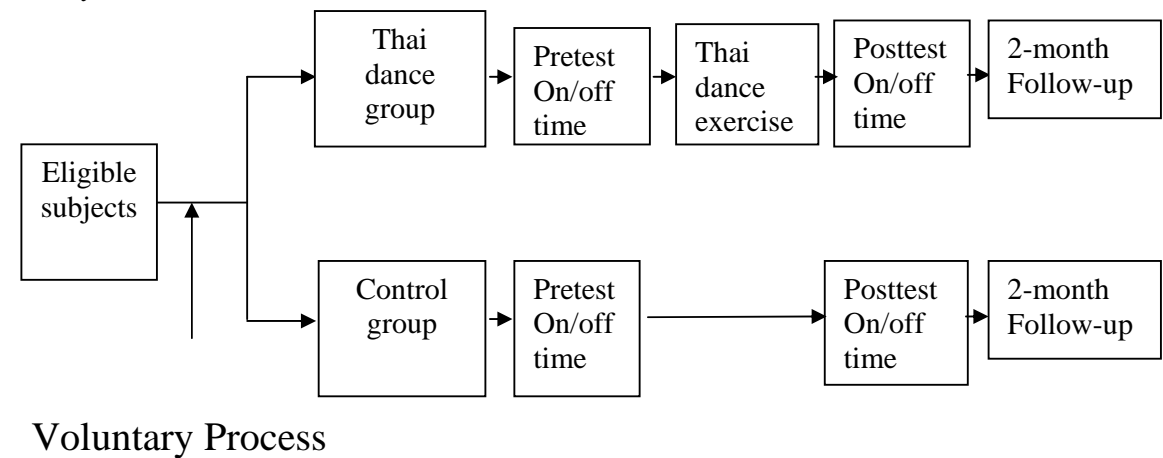 Thai
dance
group
Pretest
On/off
time
Thai
dance
exercise
Posttest
On/off
time
2-month
Follow-up
Eligible
subjects
Control
group
Pretest
On/off
time
Posttest
On/off
time
2-month
Follow-up
Voluntary Process